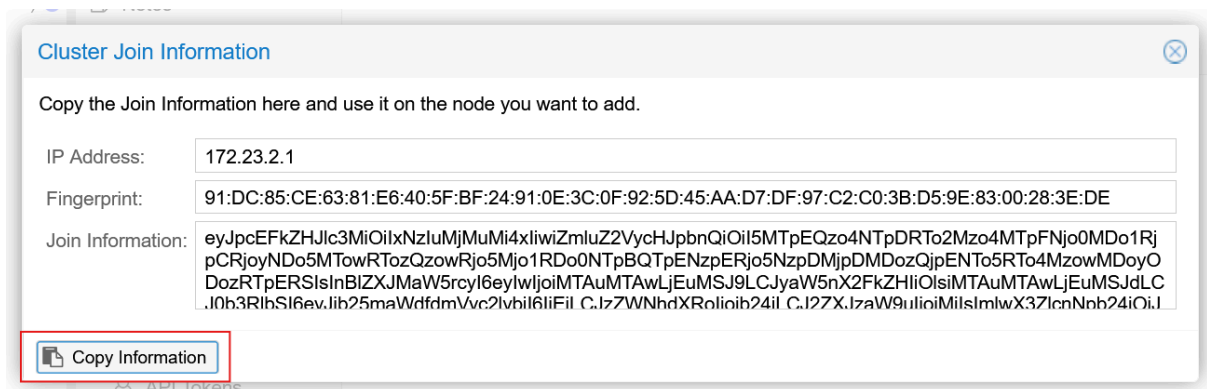 Notes
Cluster Join Information
Copy the Join Information here and use it on the node you want to add.
IP Address: 172.23.2.1
Fingerprint: 91:DC:85:CE:63:81:E6:40:5F:BF:24:91:0E:3C:0F:92:5D:45:AA:D7:DF:97:C2:C0:3B:D5:9E:83:00:28:3E:DE
Join Information: eyJpcEFkZHJlc3MiOiIxNzIuMjMuMi4xIiwiZmluZ2VycHJpbnQiOiI5MTpEQzo4NTpDRTo2Mzo4MTpFNjo0MDo1Rj
pCRjoyNDo5MTowRTozQzowRjo5Mjo1RDo0NTpBQTpENzpERjo5NzpDMjpDMDozQjpENTo5RTo4MzowMDoyO
DozRTpERSIsInBlZXJMaW5rcyI6eyIwIjoiMTAuMTAwLjEuMSJ9LCJyaW5nX2FkZHIiOlsiMTAuMTAwLjEuMSJdLC
Copy Information
API Tokens